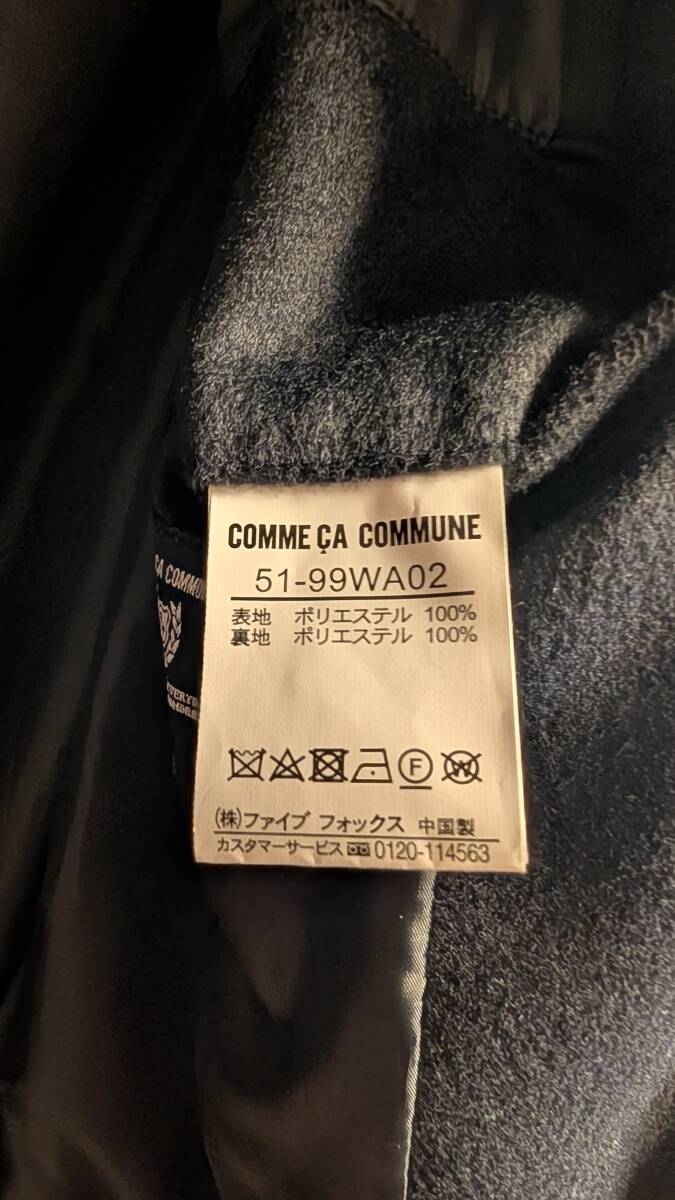 COMME ÇA COMMUNE
51-99WA02
表地 ポリエステル 100%
裏地 ポリエステル 100%
F
W
(株)ファイブ フォックス 中国製
カスタマーサービス 0120-114563
ÇA COMMUN